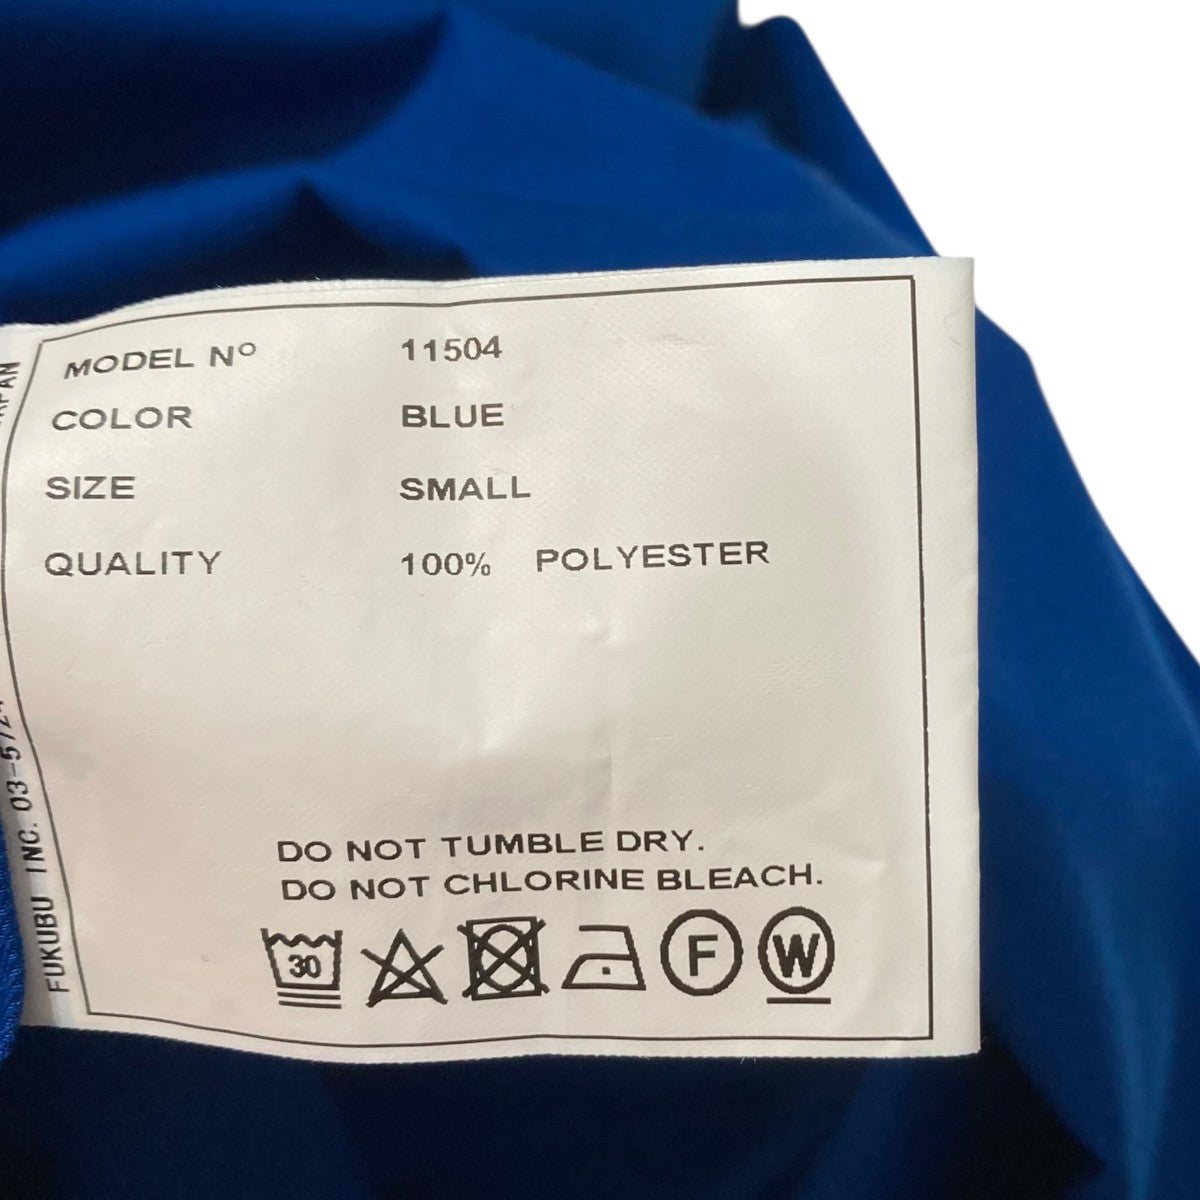 MODEL Nº 11504
COLOR BLUE
SIZE SMALL
QUALITY 100% POLYESTER
DO NOT TUMBLE DRY.
DO NOT CHLORINE BLEACH.
30
F
W
FUKUBU INC. 03-572